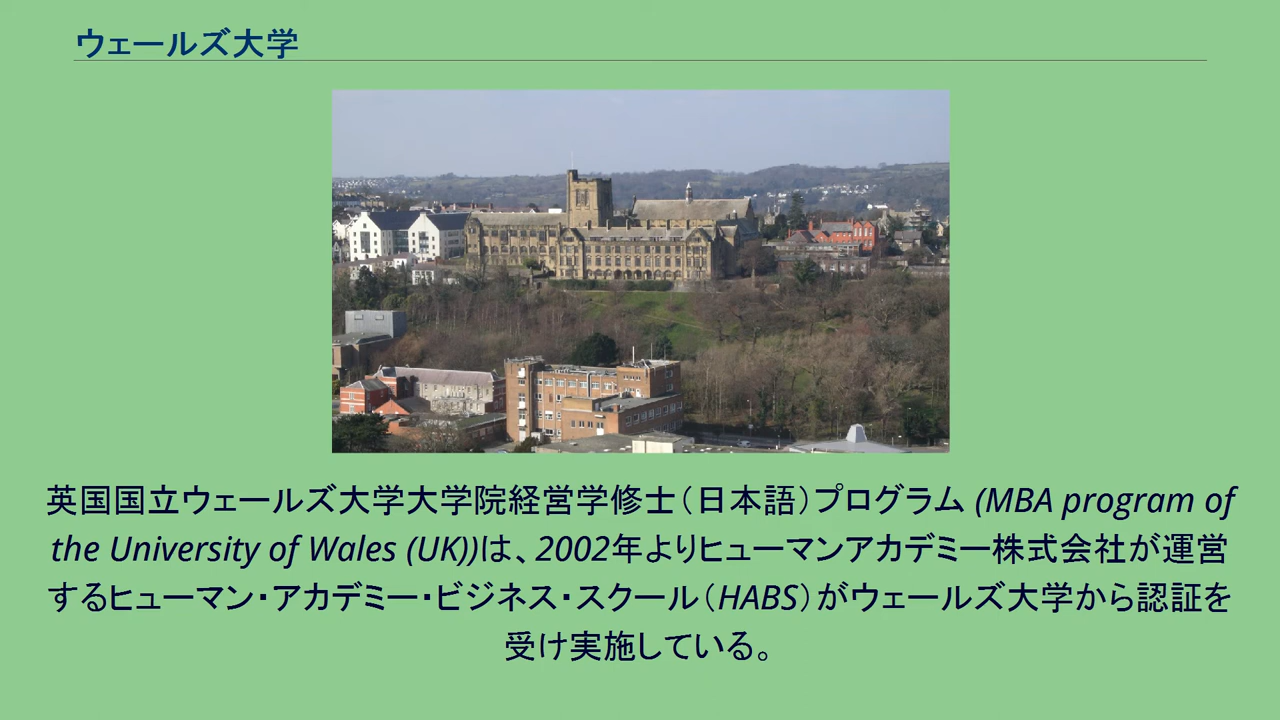 ウェールズ大学
英国国立ウェールズ大学大学院経営学修士（日本語）プログラム (MBA program of
the University of Wales (UK))は、2002年よりヒューマンアカデミー株式会社が運営
するヒューマン・アカデミー・ビジネス・スクール（HABS）がウェールズ大学から認証を
受け実施している。